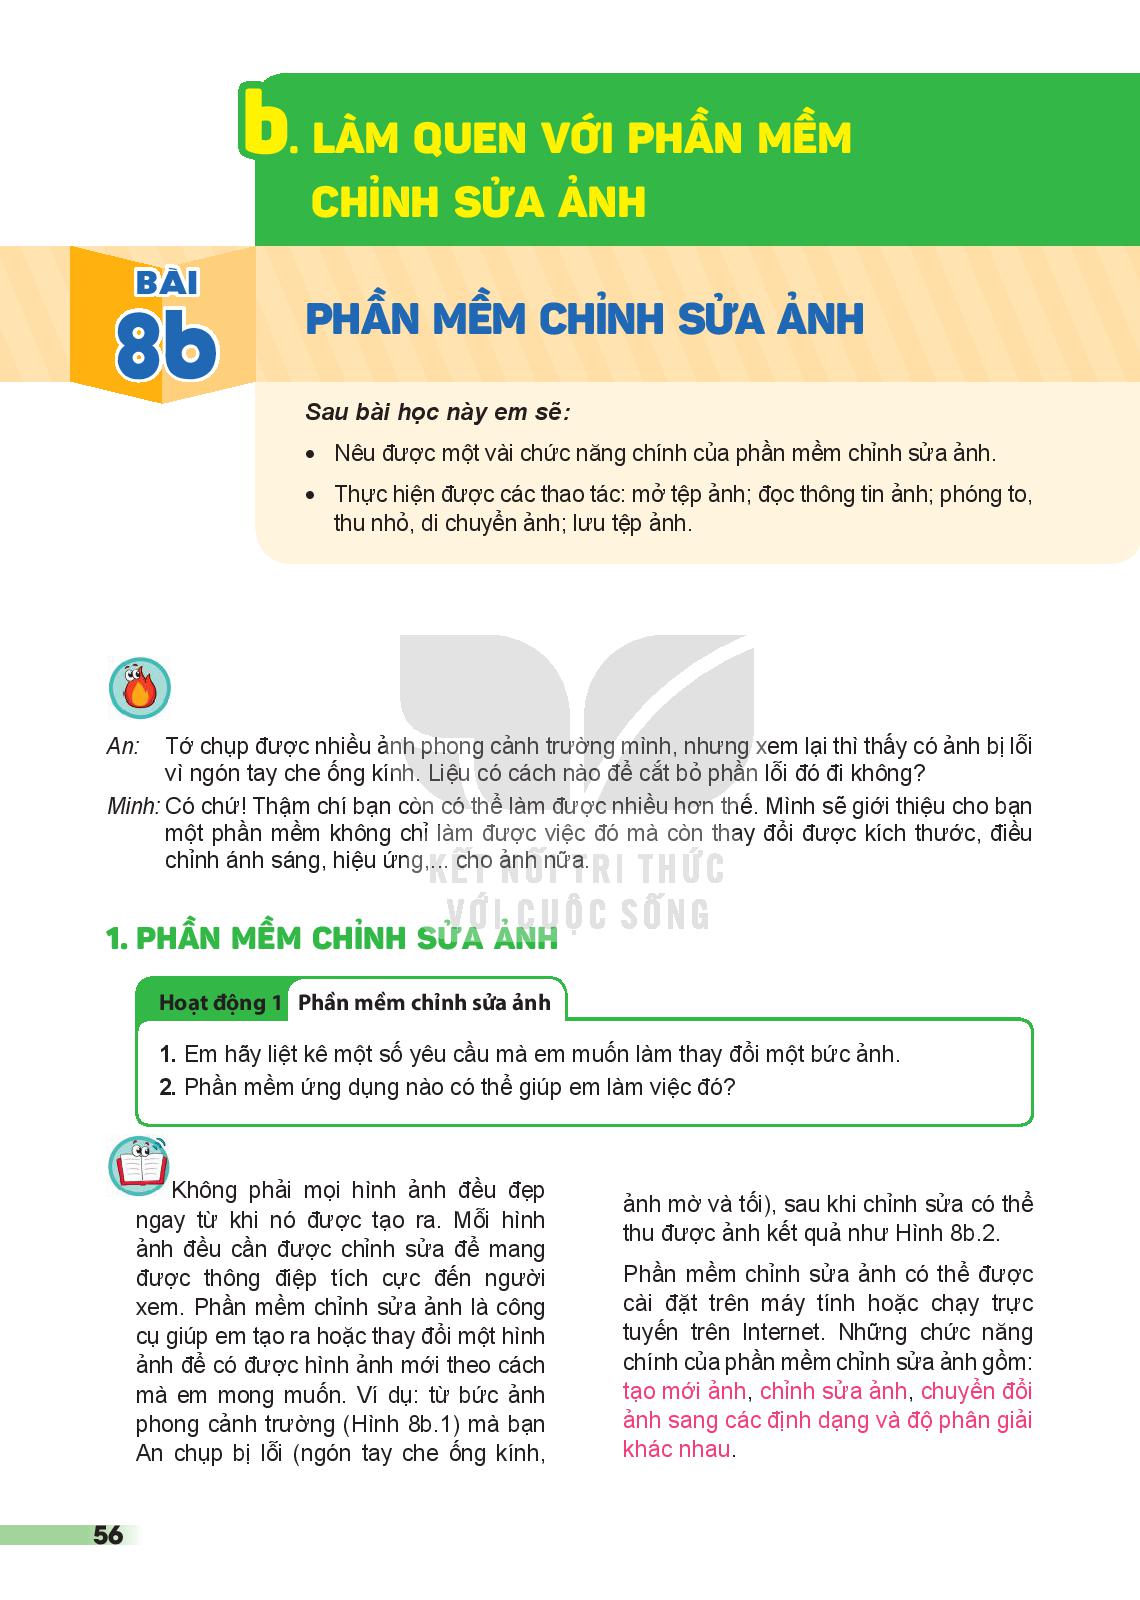 b. LÀM QUEN VỚI PHẦN MỀM
CHỈNH SỬA ẢNH
BÀI
8b
PHẦN MỀM CHỈNH SỬA ẢNH
Sau bài học này em sẽ:
• Nêu được một vài chức năng chính của phần mềm chỉnh sửa ảnh.
• Thực hiện được các thao tác: mở tệp ảnh; đọc thông tin ảnh; phóng to,
thu nhỏ, di chuyển ảnh; lưu tệp ảnh.
An: Tớ chụp được nhiều ảnh phong cảnh trường mình, nhưng xem lại thì thấy có ảnh bị lỗi
vì ngón tay che ống kính. Liệu có cách nào để cắt bỏ phần lỗi đó đi không?
Minh: Có chứ! Thậm chí bạn còn có thể làm được nhiều hơn thế. Mình sẽ giới thiệu cho bạn
một phần mềm không chỉ làm được việc đó mà còn thay đổi được kích thước, điều
chỉnh ánh sáng, hiệu ứng,... cho ảnh nữa.
KẾT NỐI TRI THỨC
VỚI CUỘC SỐNG
1. PHẦN MỀM CHỈNH SỬA ẢNH
Hoạt động 1 Phần mềm chỉnh sửa ảnh
1. Em hãy liệt kê một số yêu cầu mà em muốn làm thay đổi một bức ảnh.
2. Phần mềm ứng dụng nào có thể giúp em làm việc đó?
Không phải mọi hình ảnh đều đẹp
ngay từ khi nó được tạo ra. Mỗi hình
ảnh đều cần được chỉnh sửa để mang
được thông điệp tích cực đến người
xem. Phần mềm chỉnh sửa ảnh là công
cụ giúp em tạo ra hoặc thay đổi một hình
ảnh để có được hình ảnh mới theo cách
mà em mong muốn. Ví dụ: từ bức ảnh
phong cảnh trường (Hình 8b.1) mà bạn
An chụp bị lỗi (ngón tay che ống kính,
ảnh mờ và tối), sau khi chỉnh sửa có thể
thu được ảnh kết quả như Hình 8b.2.
Phần mềm chỉnh sửa ảnh có thể được
cài đặt trên máy tính hoặc chạy trực
tuyến trên Internet. Những chức năng
chính của phần mềm chỉnh sửa ảnh gồm:
tạo mới ảnh, chỉnh sửa ảnh, chuyển đổi
ảnh sang các định dạng và độ phân giải
khác nhau.
56